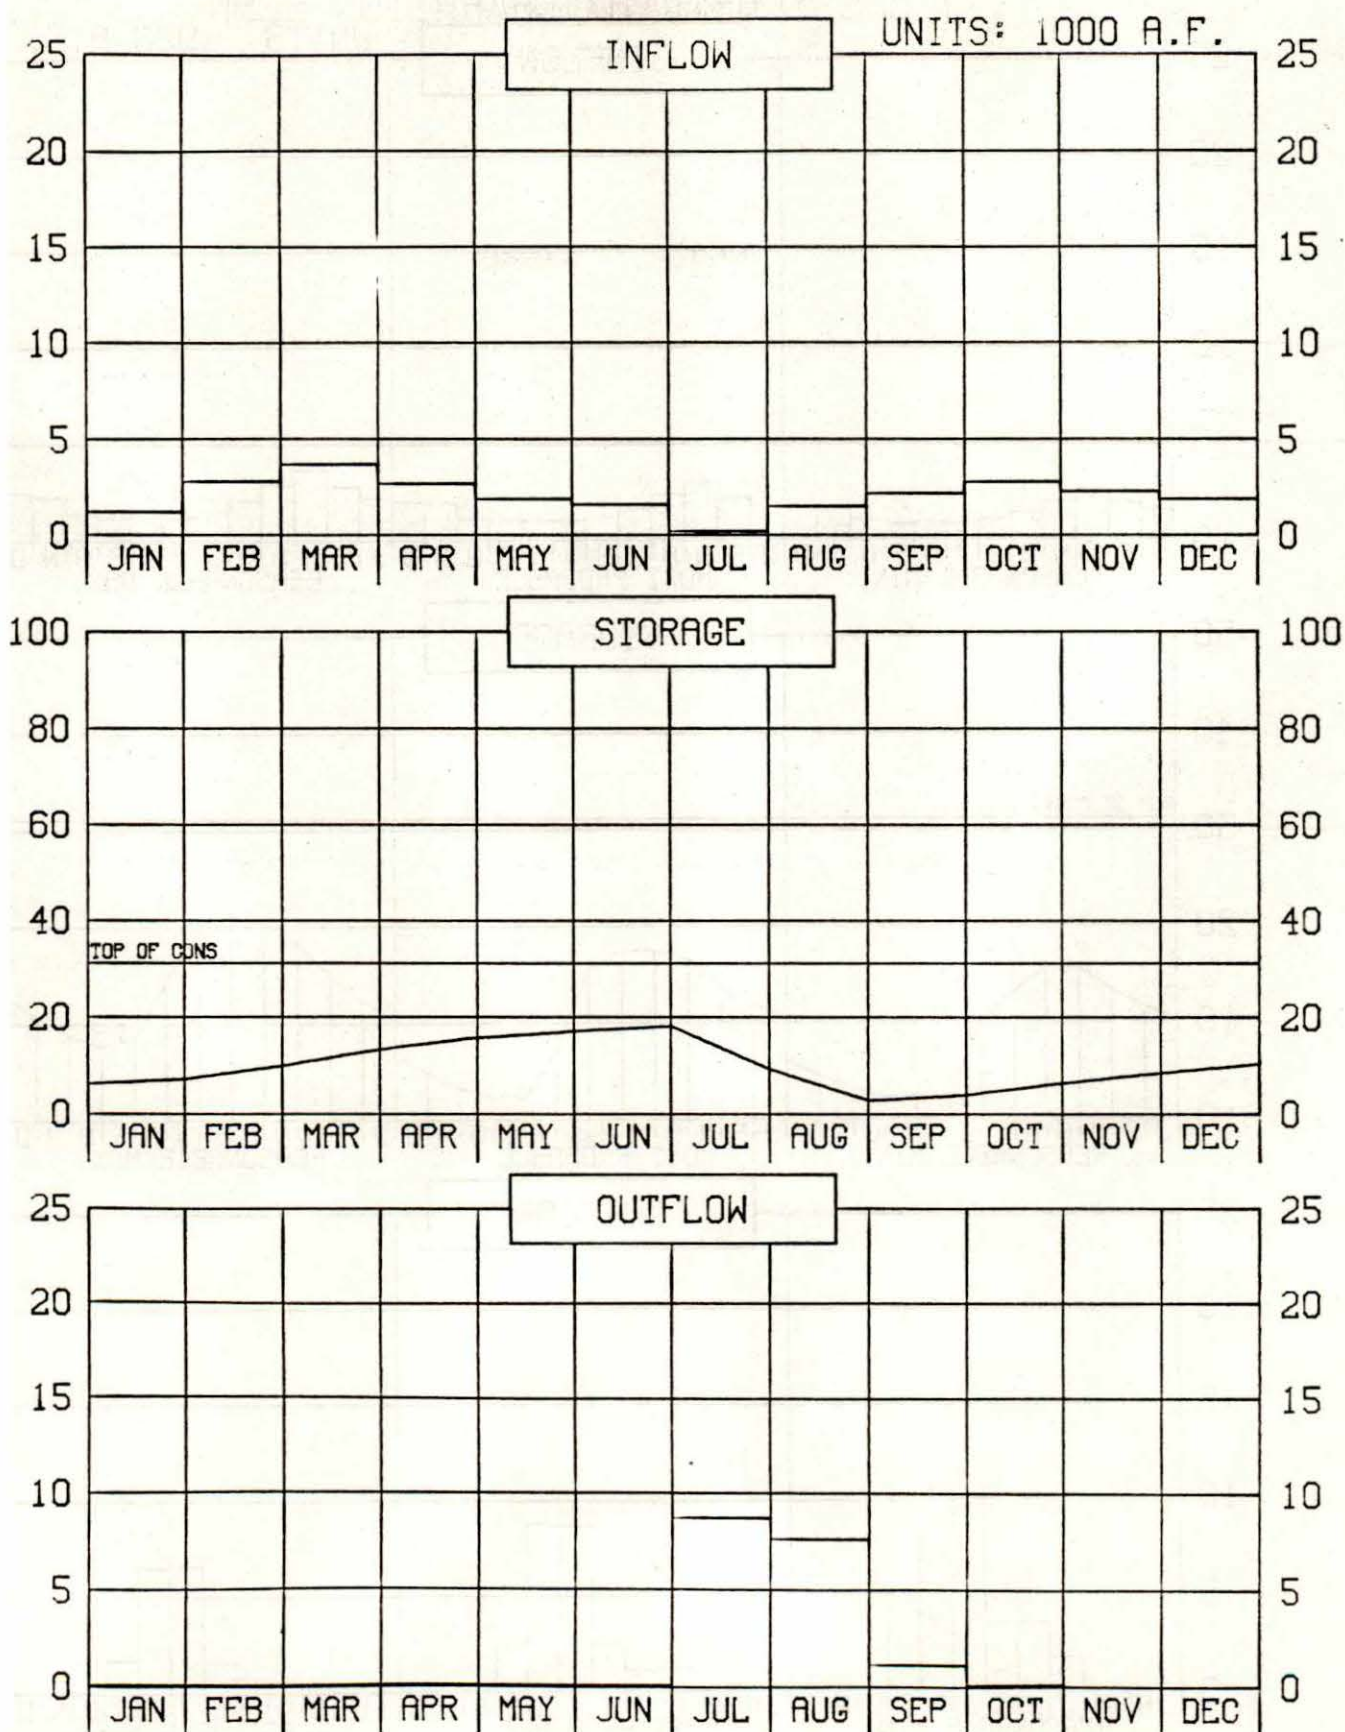 UNITS: 1000 A.F.
INFLOW
25 25
20 20
15 15
10 10
5 5
0 0
JAN FEB MAR APR MAY JUN JUL AUG SEP OCT NOV DEC
STORAGE
100 100
80 80
60 60
40 40
TOP OF CONS
20 20
0 0
JAN FEB MAR APR MAY JUN JUL AUG SEP OCT NOV DEC
OUTFLOW
25 25
20 20
15 15
10 10
5 5
0 0
JAN FEB MAR APR MAY JUN JUL AUG SEP OCT NOV DEC